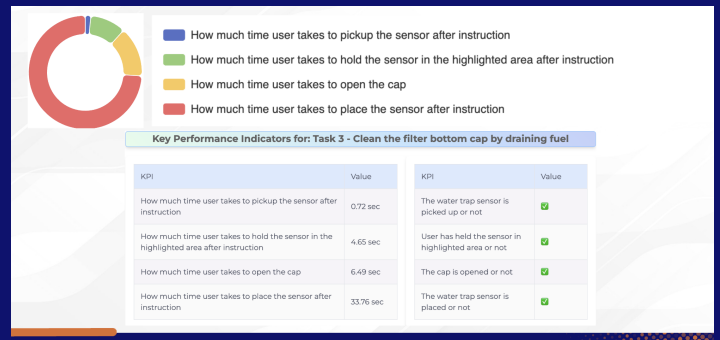 How much time user takes to pickup the sensor after instruction
How much time user takes to hold the sensor in the highlighted area after instruction
How much time user takes to open the cap
How much time user takes to place the sensor after instruction
Key Performance Indicators for: Task 3 - Clean the filter bottom cap by draining fuel
KPI Value
How much time user takes to pickup the sensor after
instruction
0.72 sec
How much time user takes to hold the sensor in the
highlighted area after instruction
4.65 sec
How much time user takes to open the cap 6.49 sec
How much time user takes to place the sensor after
instruction
33.76 sec
KPI Value
The water trap sensor is
picked up or not
User has held the sensor in
highlighted area or not
The cap is opened or not
The water trap sensor is
placed or not